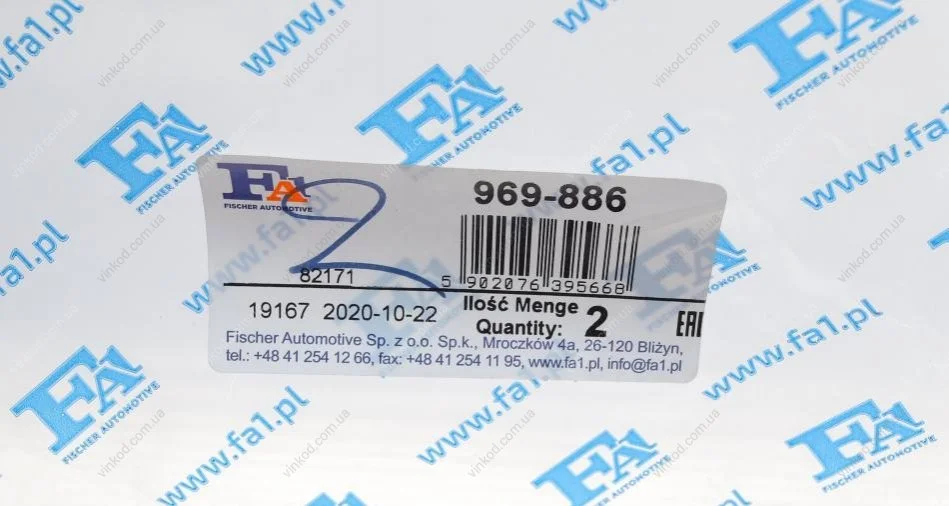 www.fa1.pl
FA1
FISCHER AUTOMOTIVE
vinkod.com.ua
FA1
FISCHER AUTOMOTIVE
969-886
2
82171
5 902076 395668
19167 2020-10-22
Ilość Menge
Quantity: 2
EAC
Fischer Automotive Sp. z o.o. Sp.k., Mroczków 4a, 26-120 Bliżyn,
tel.: +48 41 254 12 66, fax: +48 41 254 11 95, www.fa1.pl, info@fa1.pl